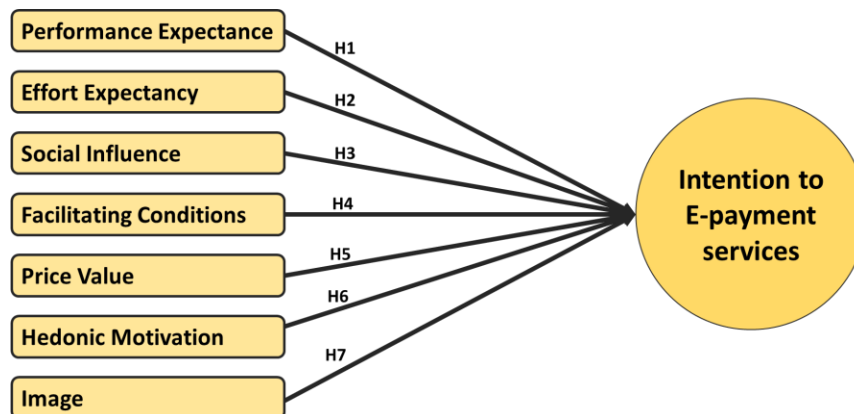 Performance Expectance
H1
Effort Expectancy
H2
Social Influence
H3
Facilitating Conditions
H4
Price Value
H5
Hedonic Motivation
H6
Image
H7
Intention to
E-payment
services